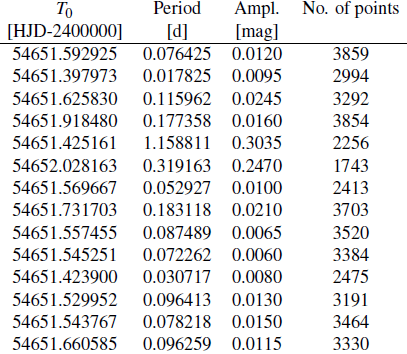 T0 Period Ampl. No. of points
[HJD-2400000] [d] [mag]
54651.592925 0.076425 0.0120 3859
54651.397973 0.017825 0.0095 2994
54651.625830 0.115962 0.0245 3292
54651.918480 0.177358 0.0160 3854
54651.425161 1.158811 0.3035 2256
54652.028163 0.319163 0.2470 1743
54651.569667 0.052927 0.0100 2413
54651.731703 0.183118 0.0210 3703
54651.557455 0.087489 0.0065 3520
54651.545251 0.072262 0.0060 3384
54651.423900 0.030717 0.0080 2475
54651.529952 0.096413 0.0130 3191
54651.543767 0.078218 0.0150 3464
54651.660585 0.096259 0.0115 3330